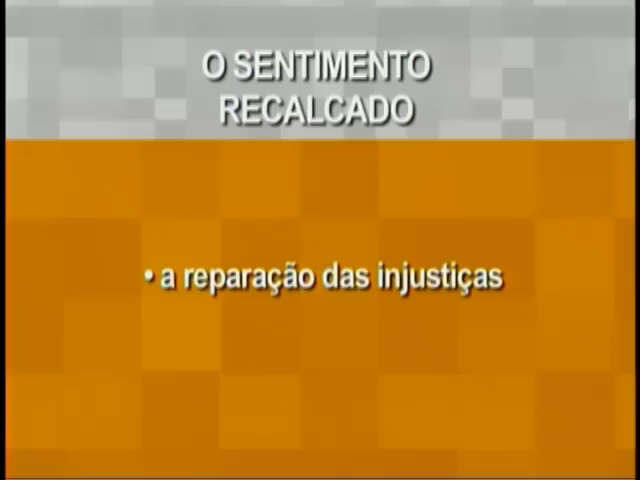 O SENTIMENTO
RECALCADO
• a reparação das injustiças